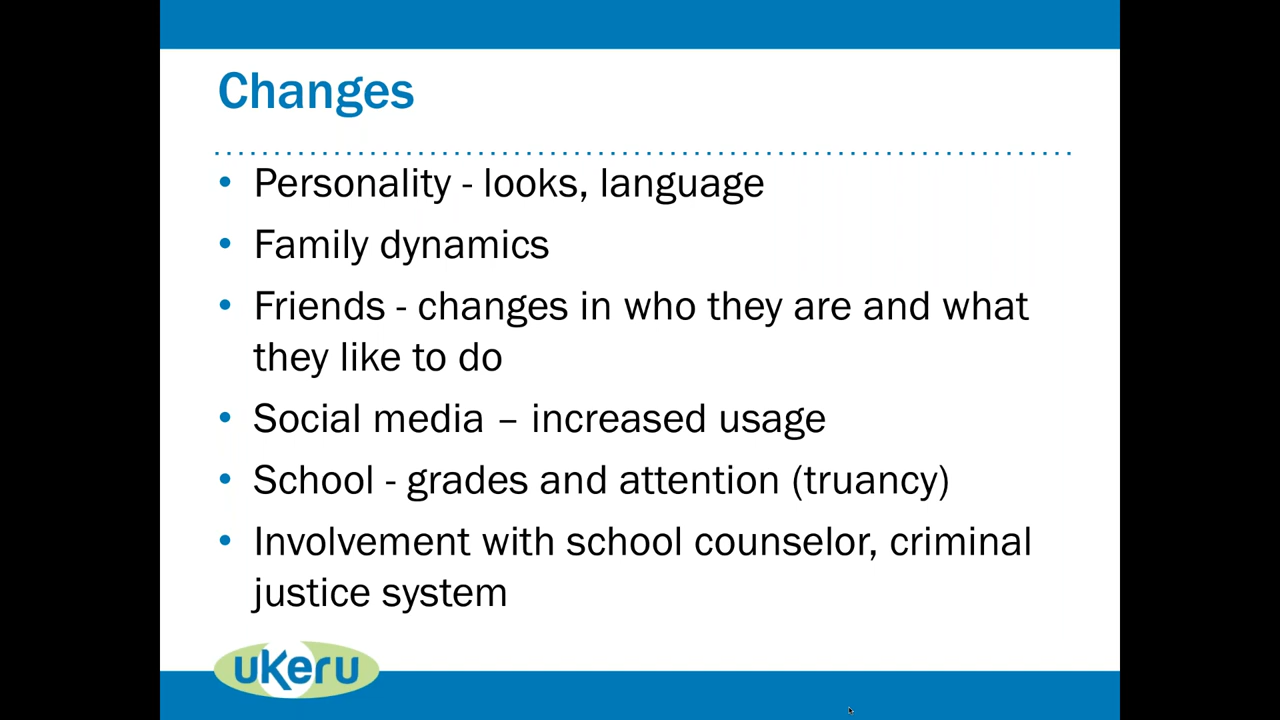 Changes
• Personality - looks, language
• Family dynamics
• Friends - changes in who they are and what
they like to do
• Social media – increased usage
• School - grades and attention (truancy)
• Involvement with school counselor, criminal
justice system
ukeru